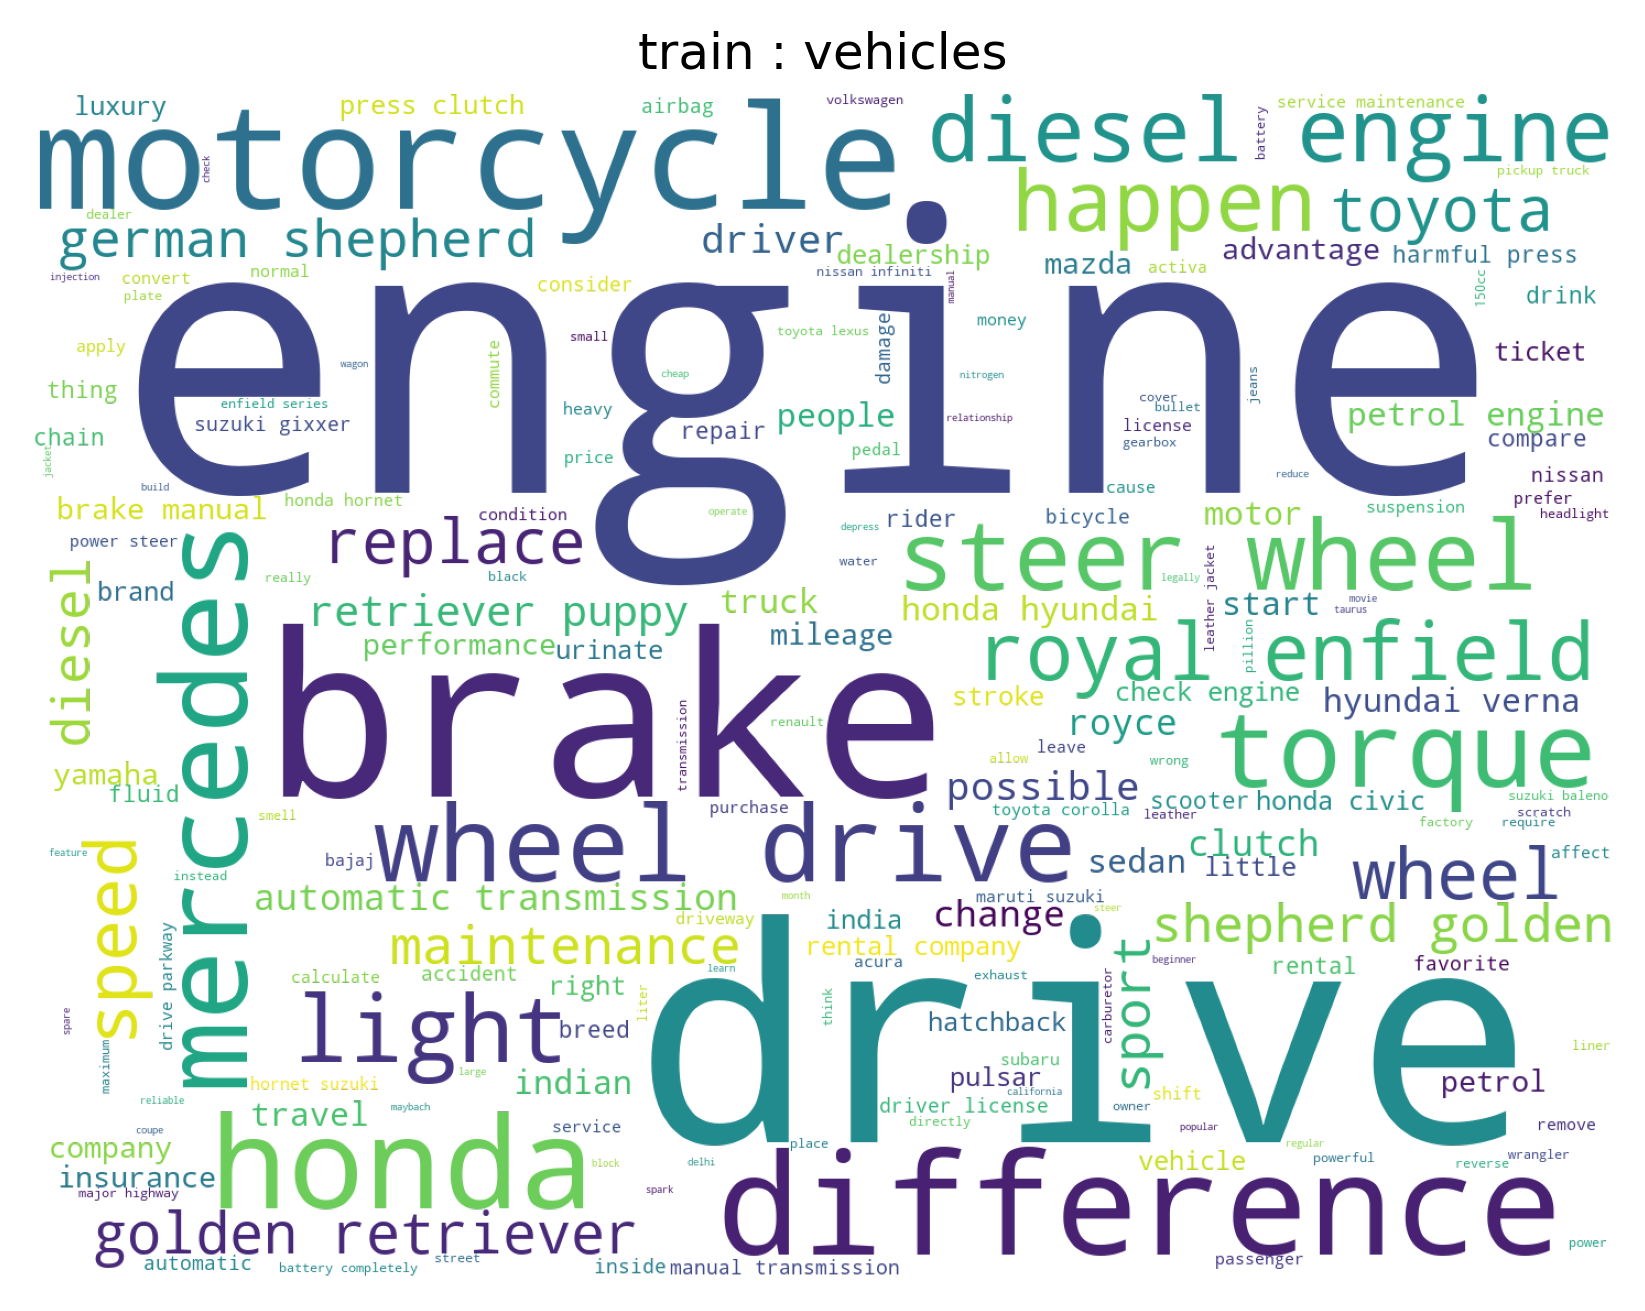 train : vehicles
luxury
press clutch
airbag
volkswagen
service maintenance
motorcycle
diesel engine
battery
check
pickup truck
happen
toyota
dealer
german shepherd
driver
dealership
advantage
harmful press
injection
convert
normal
consider
nissan infiniti
mazda
activa
plate
manual
150cc
drink
engine
apply
small
toyota lexus
damage
money
ticket
wagon
commute
cheap
nitrogen
jeans
thing
enfield series
heavy
people
relationship
cover
bullet
petrol engine
suzuki gixxer
repair
license
chain
gearbox
compare
jacket
price
pedal
build
reduce
nissan
honda hornet
cause
prefer
brake manual
condition
operate
rider
bicycle
motor
suspension
headlight
power steer
replace
depress
steer wheel
water
mercedes
diesel
brand
really
black
legally
leather jacket
retriever puppy
truck
honda hyundai
start
movie
taurus
performance
urinate
mileage
royal enfield
pillion
brake
stroke
check engine
hyundai verna
transmission
renault
royce
leave
yamaha
allow
wrong
torque
fluid
possible
smell
purchase
toyota corolla
scooter
honda civic
suzuki baleno
leather
scratch
factory
require
speed
feature
bajaj
wheel drive
sedan
clutch
little
affect
instead
wheel
automatic transmission
month
maruti suzuki
steer
driveway
india
change
shepherd golden
drive parkway
maintenance
rental company
sport
calculate
accident
learn
acura
exhaust
beginner
rental
favorite
right
liter
think
carburetor
spare
light
breed
drive
hatchback
maximum
subaru
liner
hornet suzuki
large
indian
pulsar
california
shift
petrol
reliable
travel
maybach
driver license
owner
coupe
honda
service
directly
popular
remove
company
place
regular
insurance
block
delhi
difference
vehicle
powerful
reverse
wrangler
major highway
spark
golden retriever
automatic
battery completely
street
inside
manual transmission
passenger
power